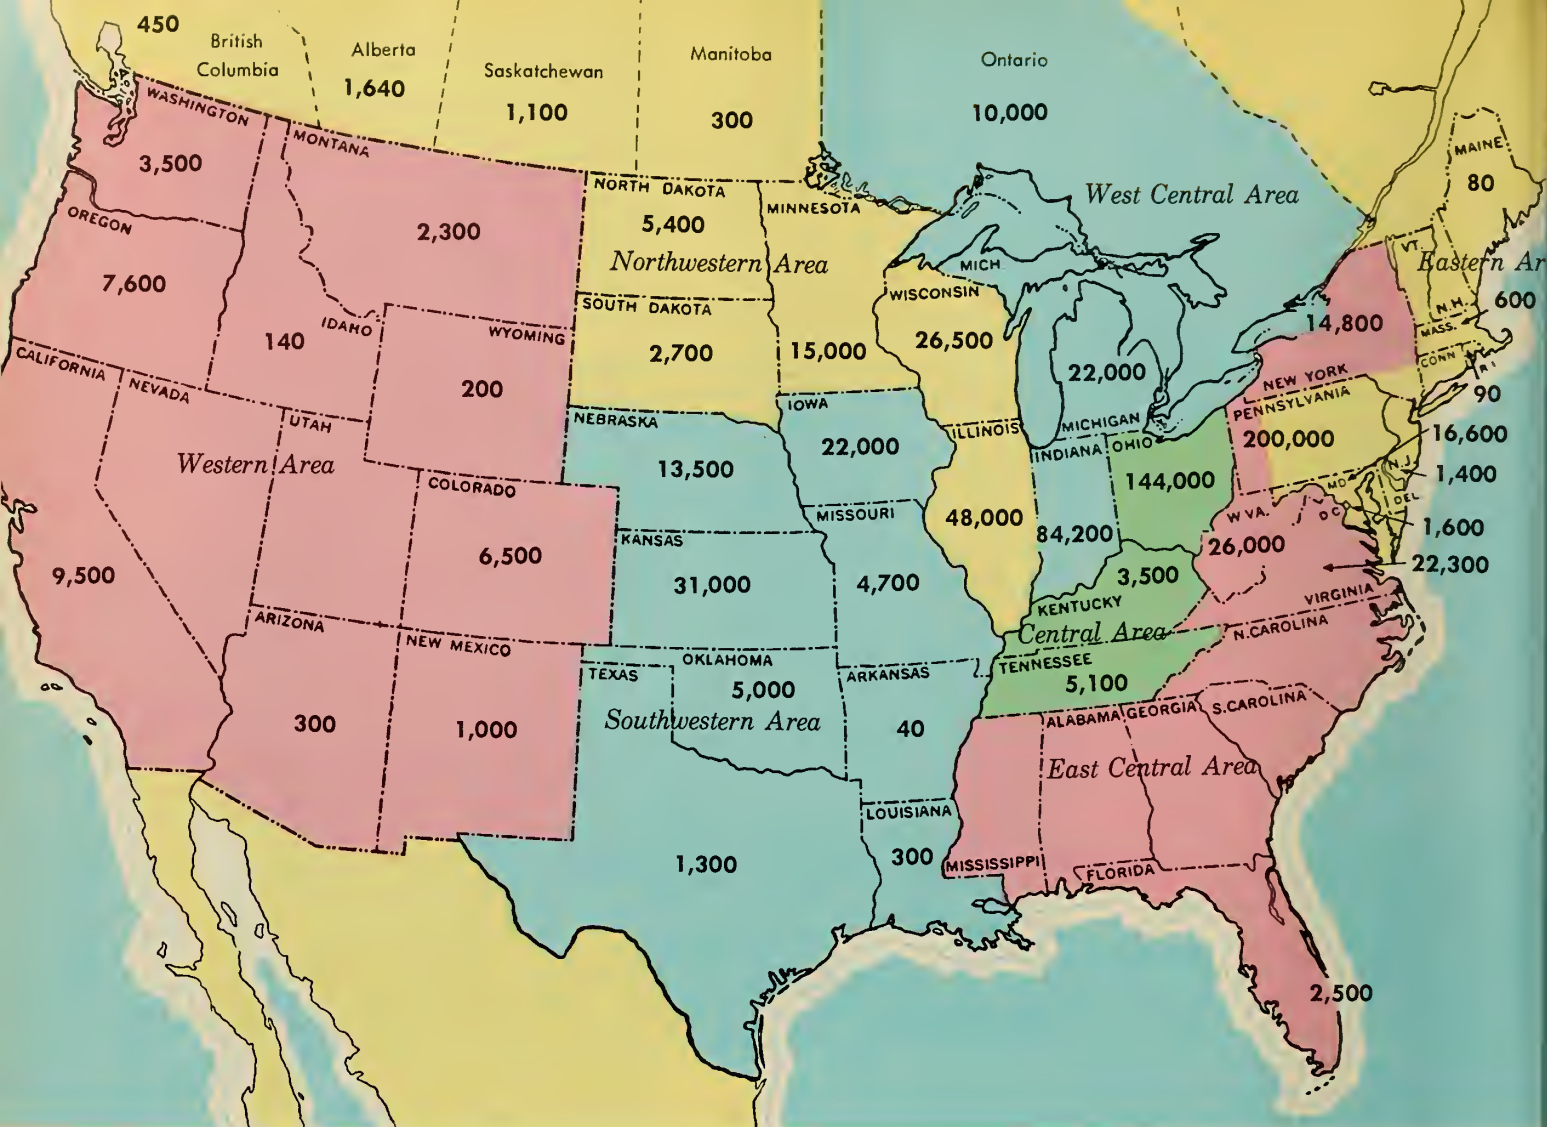 450
British
Columbia
Alberta
1,640
Saskatchewan
1,100
Manitoba
300
Ontario
10,000
WASHINGTON
3,500
MONTANA
2,300
NORTH DAKOTA
5,400
MINNESOTA
15,000
West Central Area
MAINE
80
OREGON
7,600
Northwestern Area
MICH
VT.
Eastern Ar
N.H.
600
MASS.
IDAHO
140
WYOMING
200
SOUTH DAKOTA
2,700
WISCONSIN
26,500
22,000
MICHIGAN
14,800
NEW YORK
CONN
R I
90
CALIFORNIA
9,500
NEVADA
UTAH
Western Area
COLORADO
6,500
NEBRASKA
13,500
IOWA
22,000
ILLINOIS
48,000
INDIANA
84,200
OHIO
144,000
PENNSYLVANIA
200,000
16,600
N.J.
1,400
MD
DEL
D C
1,600
W VA.
26,000
22,300
VIRGINIA
KANSAS
31,000
MISSOURI
4,700
3,500
KENTUCKY
Central Area
N.CAROLINA
ARIZONA
300
NEW MEXICO
1,000
TEXAS
OKLAHOMA
5,000
Southwestern Area
1,300
ARKANSAS
40
TENNESSEE
5,100
ALABAMA
GEORGIA
S.CAROLINA
East Central Area
LOUISIANA
300
MISSISSIPPI
FLORIDA
2,500